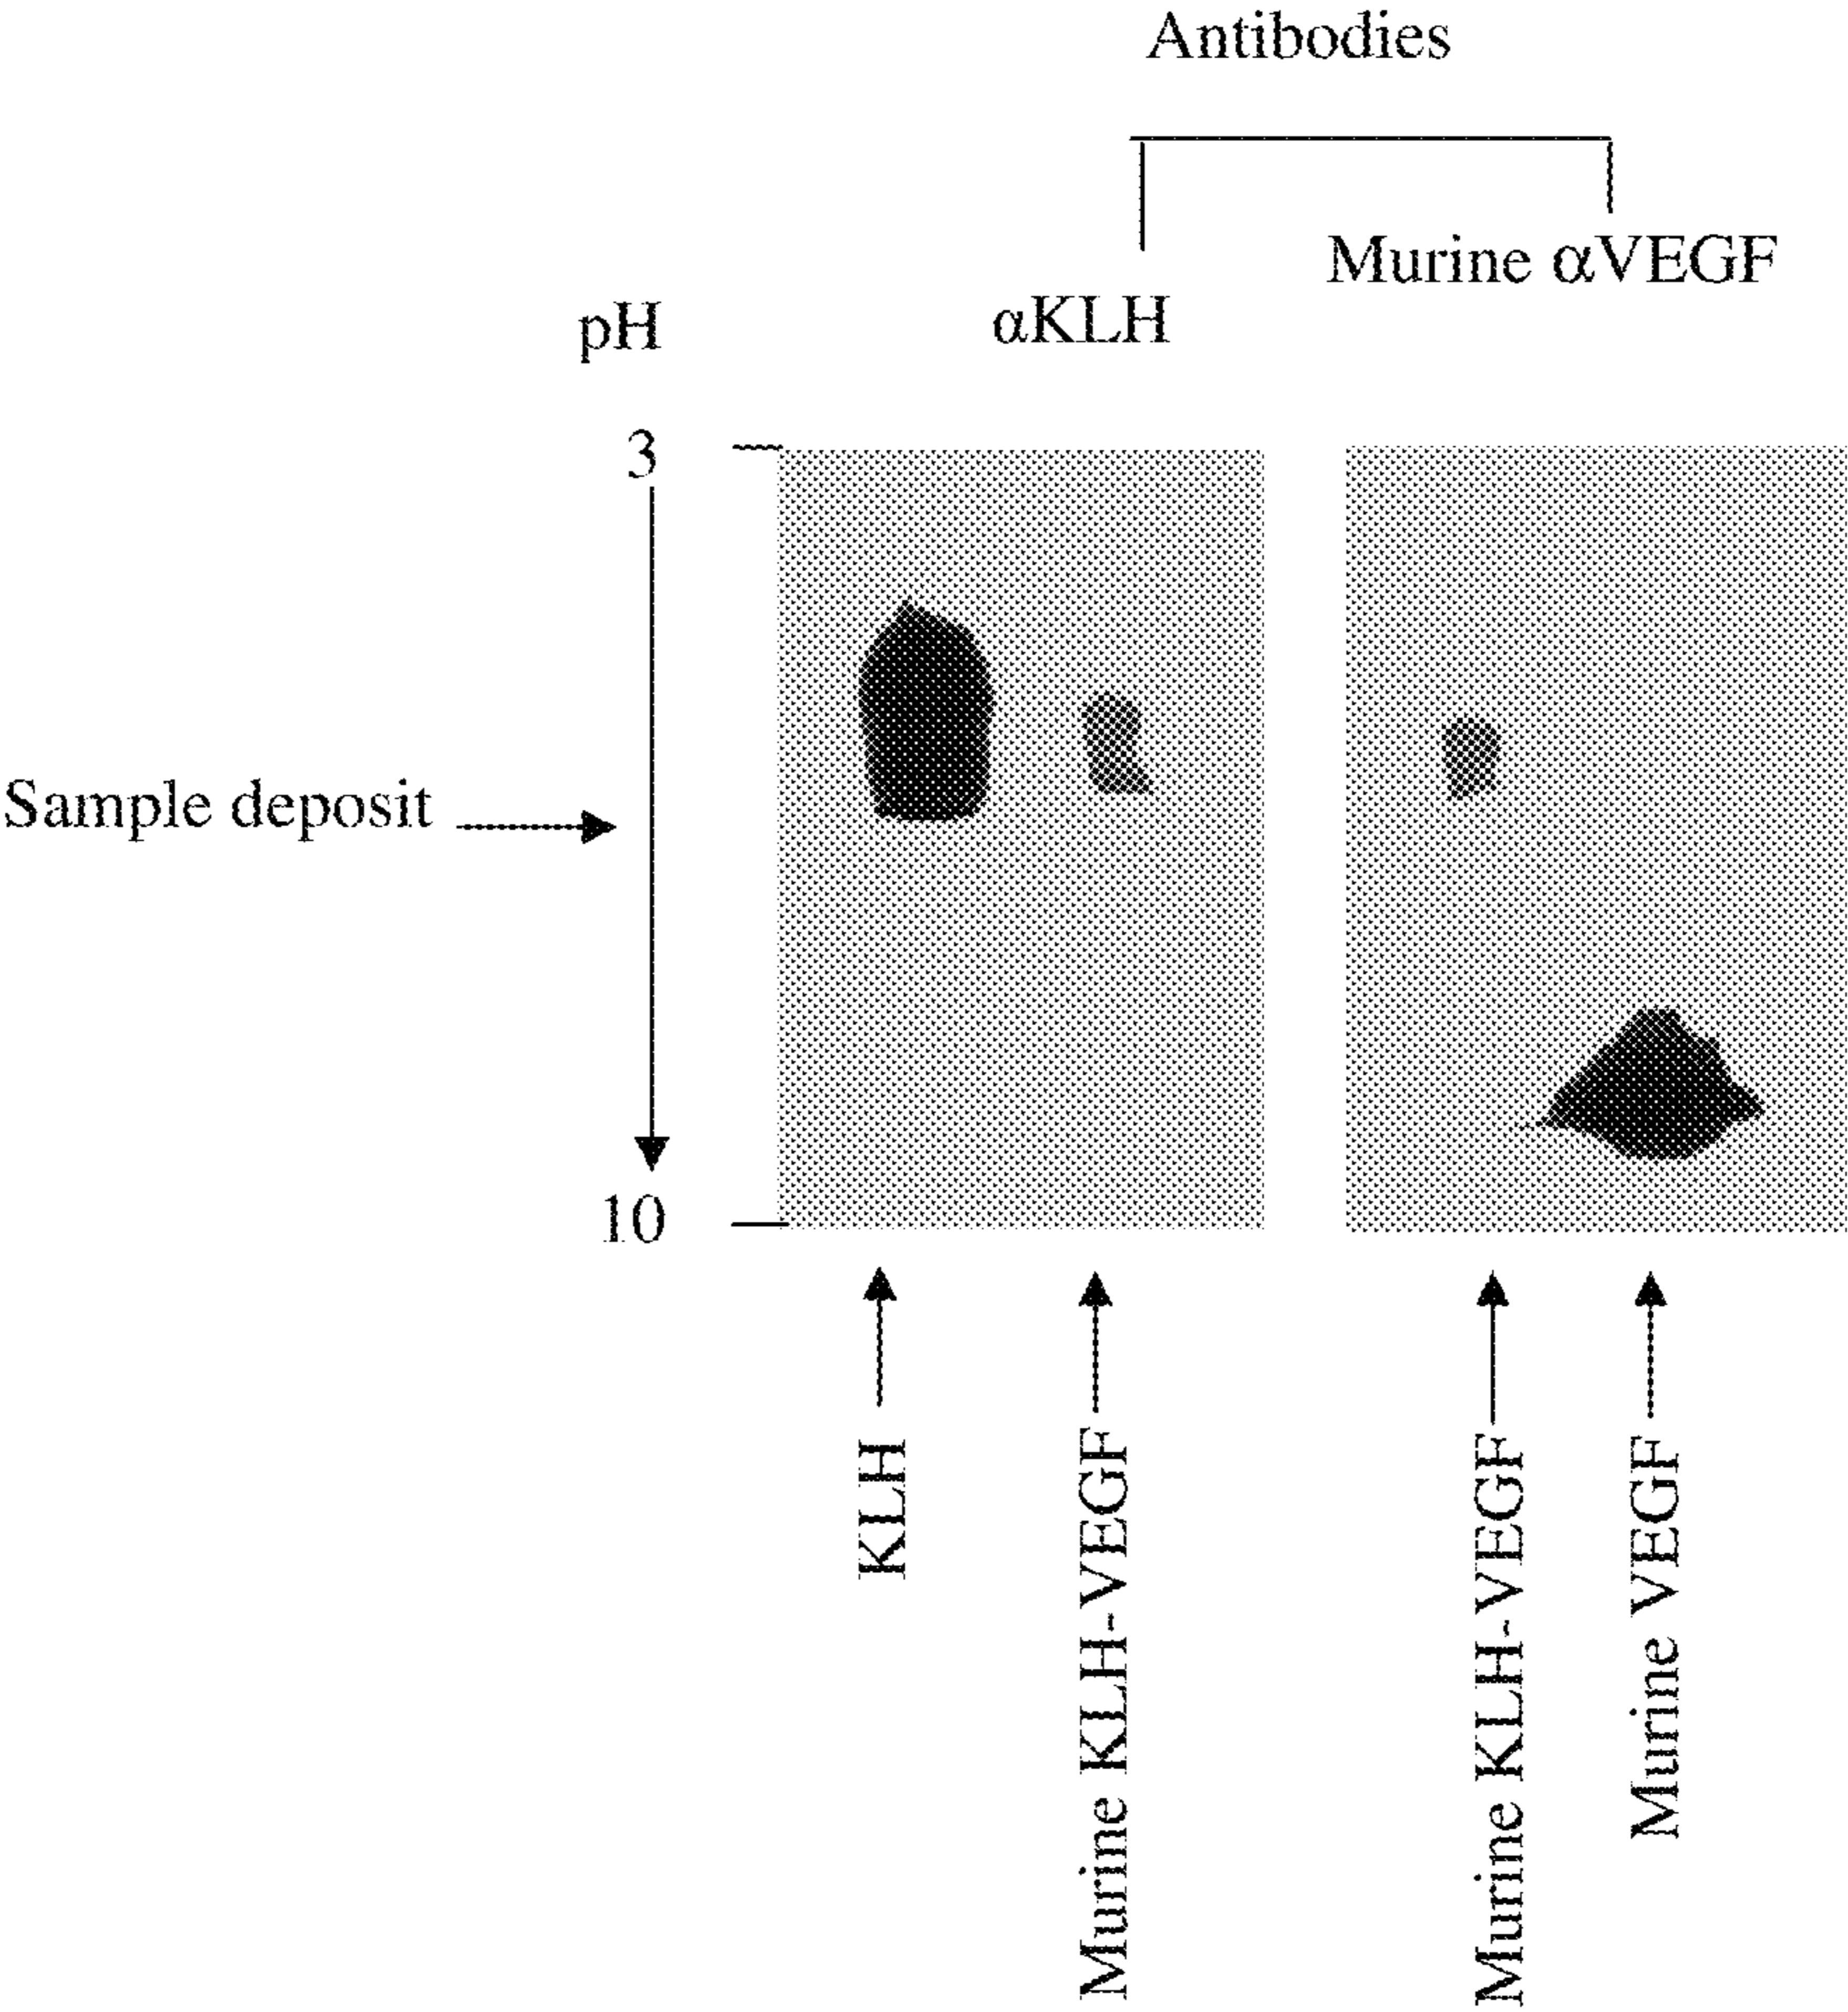 Antibodies
Murine αVEGF
pH
αKLH
3
Sample deposit
10
KLH
Murine KLH-VEGF
Murine KLH-VEGF
Murine VEGF